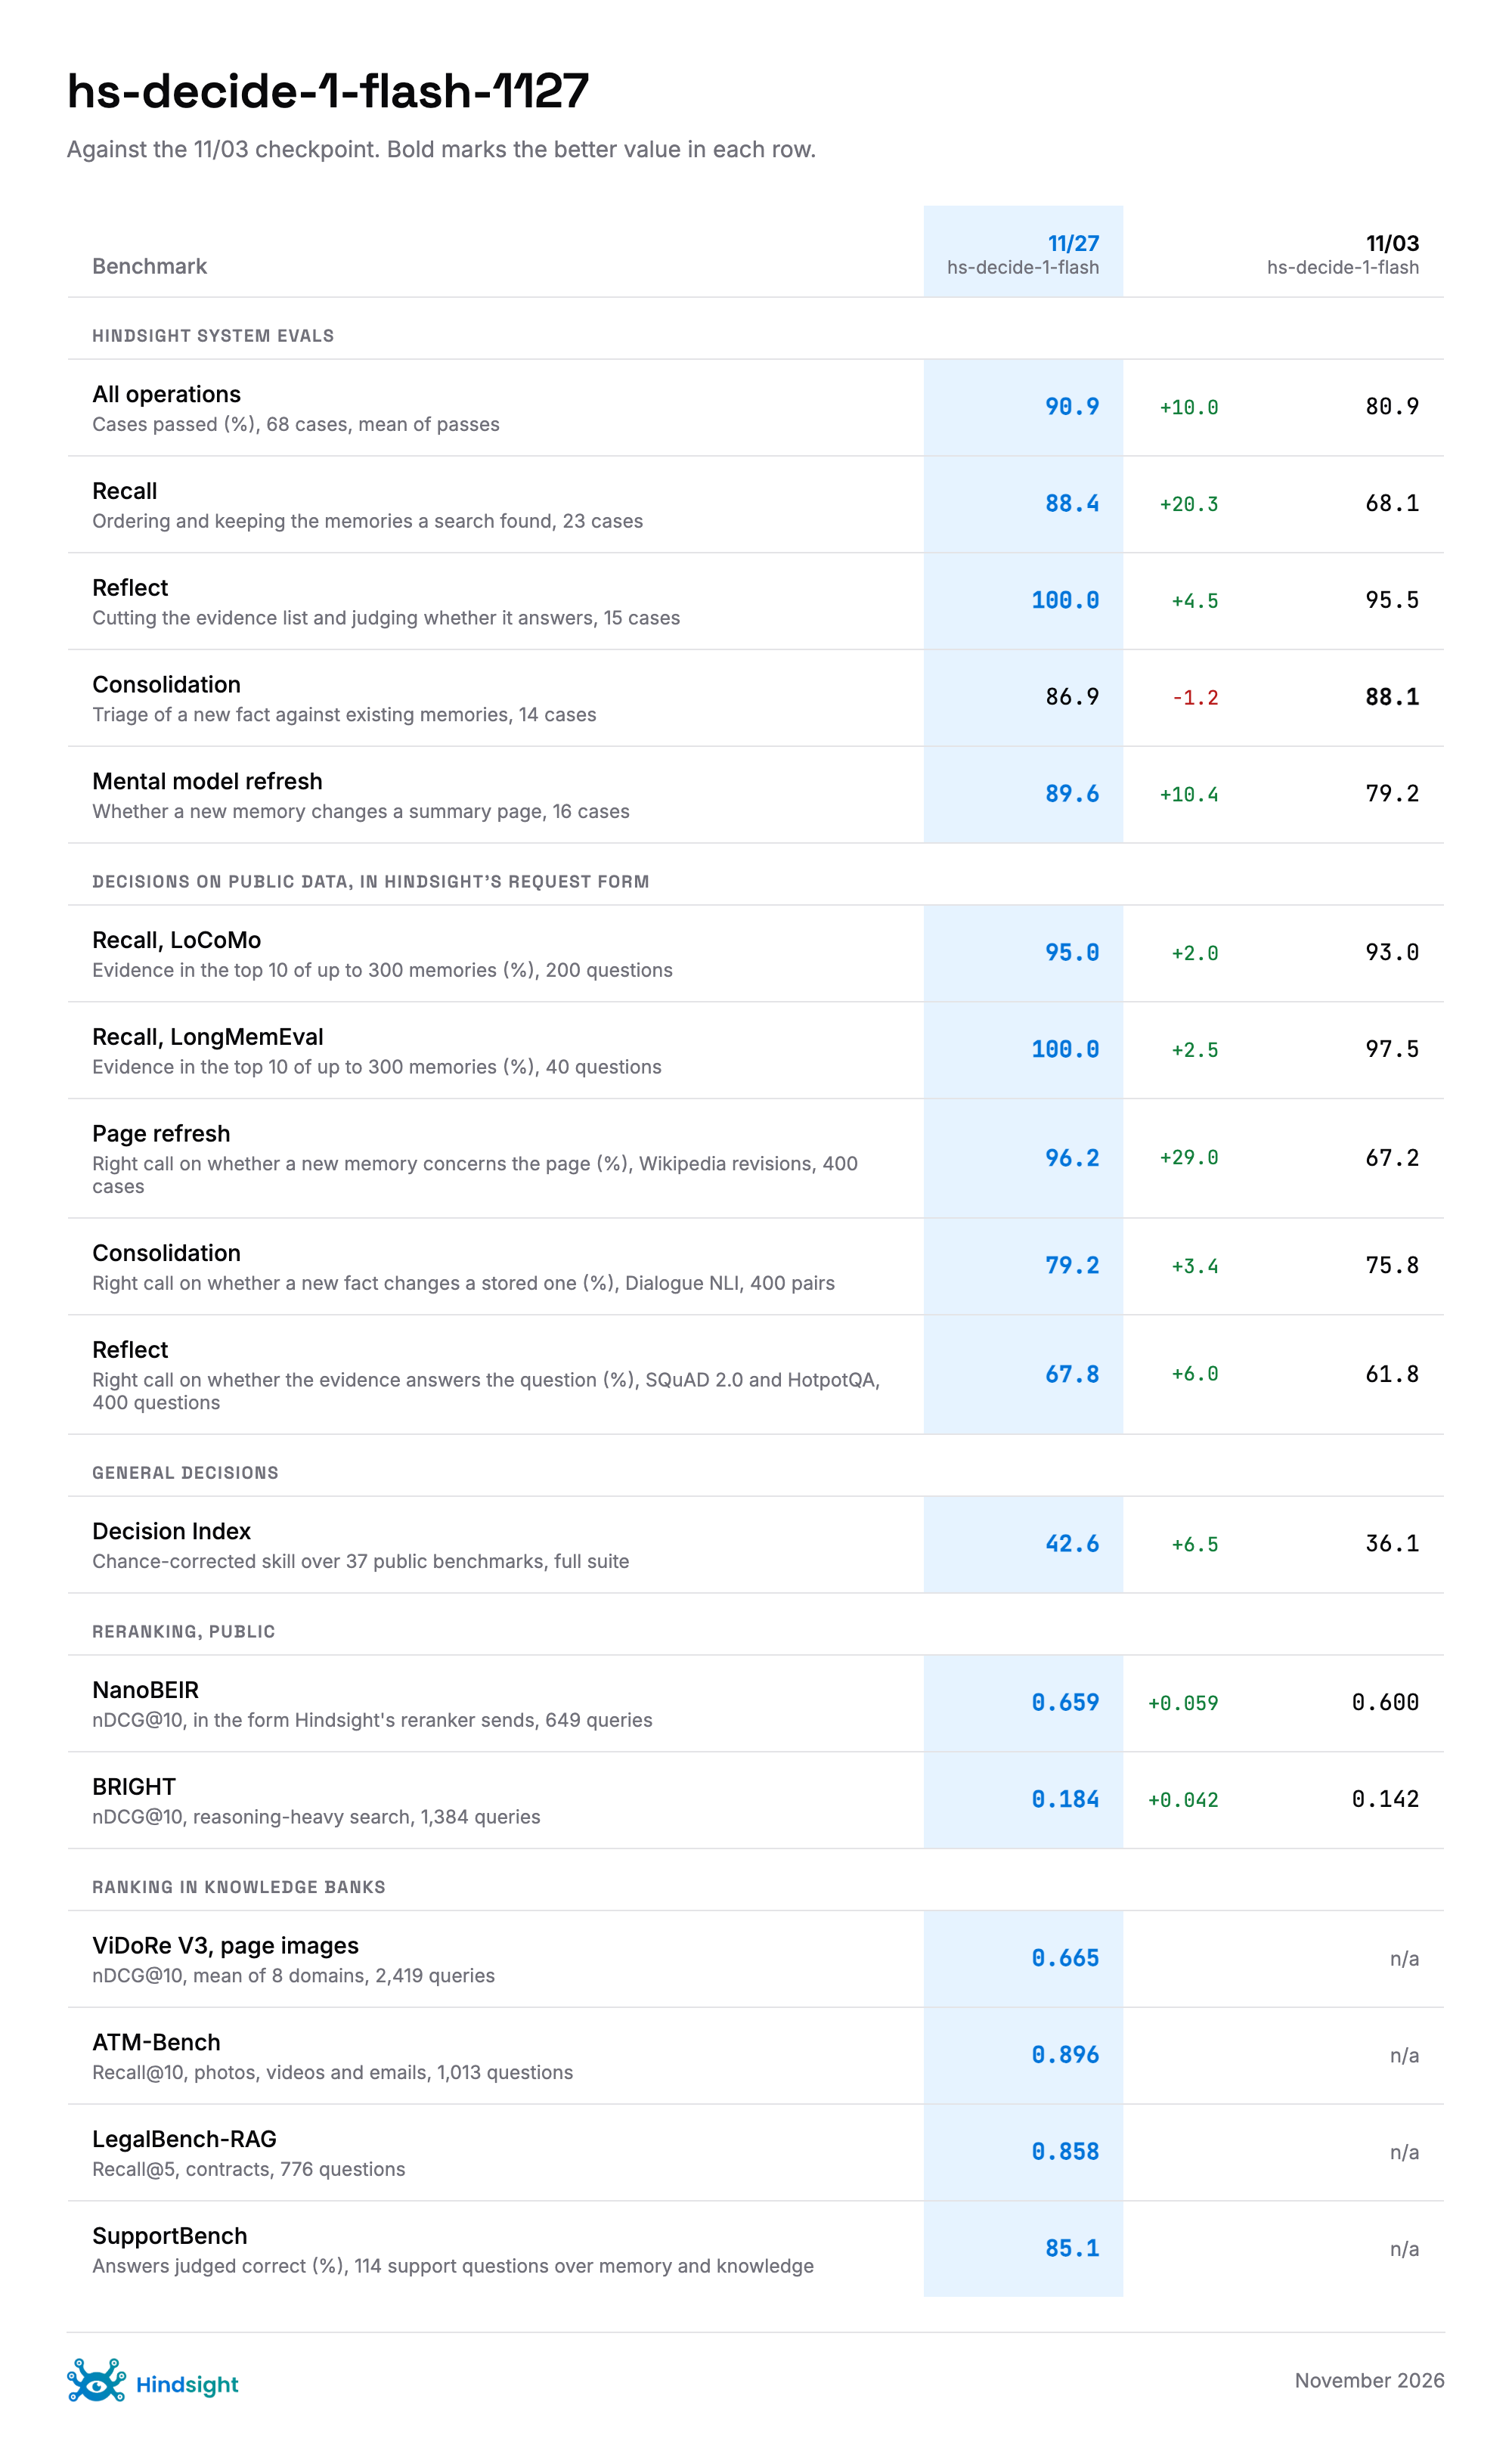 hs-decide-1-flash-1127
Against the 11/03 checkpoint. Bold marks the better value in each row.
Benchmark
11/27
hs-decide-1-flash
11/03
hs-decide-1-flash
HINDSIGHT SYSTEM EVALS
All operations
Cases passed (%), 68 cases, mean of passes
90.9 +10.0 80.9
Recall
Ordering and keeping the memories a search found, 23 cases
88.4 +20.3 68.1
Reflect
Cutting the evidence list and judging whether it answers, 15 cases
100.0 +4.5 95.5
Consolidation
Triage of a new fact against existing memories, 14 cases
86.9 -1.2 88.1
Mental model refresh
Whether a new memory changes a summary page, 16 cases
89.6 +10.4 79.2
DECISIONS ON PUBLIC DATA, IN HINDSIGHT'S REQUEST FORM
Recall, LoCoMo
Evidence in the top 10 of up to 300 memories (%), 200 questions
95.0 +2.0 93.0
Recall, LongMemEval
Evidence in the top 10 of up to 300 memories (%), 40 questions
100.0 +2.5 97.5
Page refresh
Right call on whether a new memory concerns the page (%), Wikipedia revisions, 400
cases
96.2 +29.0 67.2
Consolidation
Right call on whether a new fact changes a stored one (%), Dialogue NLI, 400 pairs
79.2 +3.4 75.8
Reflect
Right call on whether the evidence answers the question (%), SQuAD 2.0 and HotpotQA,
400 questions
67.8 +6.0 61.8
GENERAL DECISIONS
Decision Index
Chance-corrected skill over 37 public benchmarks, full suite
42.6 +6.5 36.1
RERANKING, PUBLIC
NanoBEIR
nDCG@10, in the form Hindsight's reranker sends, 649 queries
0.659 +0.059 0.600
BRIGHT
nDCG@10, reasoning-heavy search, 1,384 queries
0.184 +0.042 0.142
RANKING IN KNOWLEDGE BANKS
ViDoRe V3, page images
nDCG@10, mean of 8 domains, 2,419 queries
0.665 n/a
ATM-Bench
Recall@10, photos, videos and emails, 1,013 questions
0.896 n/a
LegalBench-RAG
Recall@5, contracts, 776 questions
0.858 n/a
SupportBench
Answers judged correct (%), 114 support questions over memory and knowledge
85.1 n/a
Hindsight
November 2026